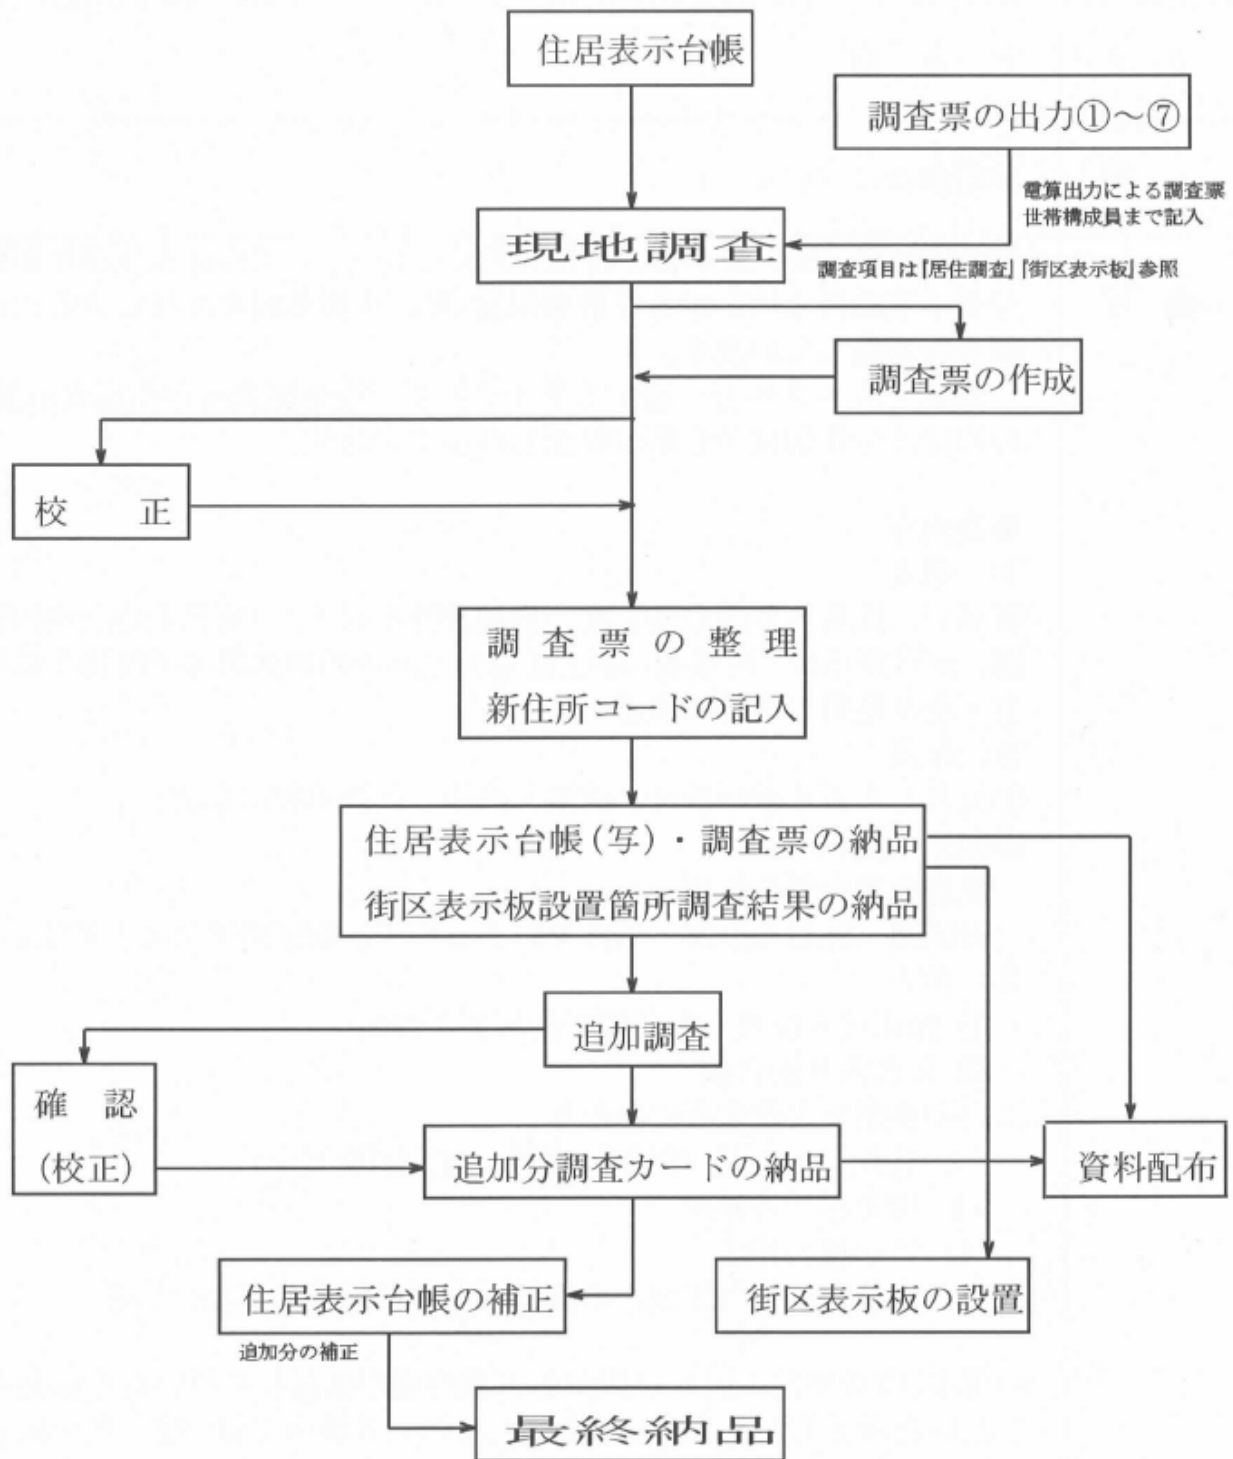 住居表示台帳
調査票の出力①～⑦
電算出力による調査票
世帯構成員まで記入
現地調査
調査項目は『居住調査』『街区表示板』参照
調査票の作成
校　正
調査票の整理
新住所コードの記入
住居表示台帳(写)・調査票の納品
街区表示板設置箇所調査結果の納品
追加調査
確　認
(校正)
追加分調査カードの納品
資料配布
住居表示台帳の補正
街区表示板の設置
追加分の補正
最終納品